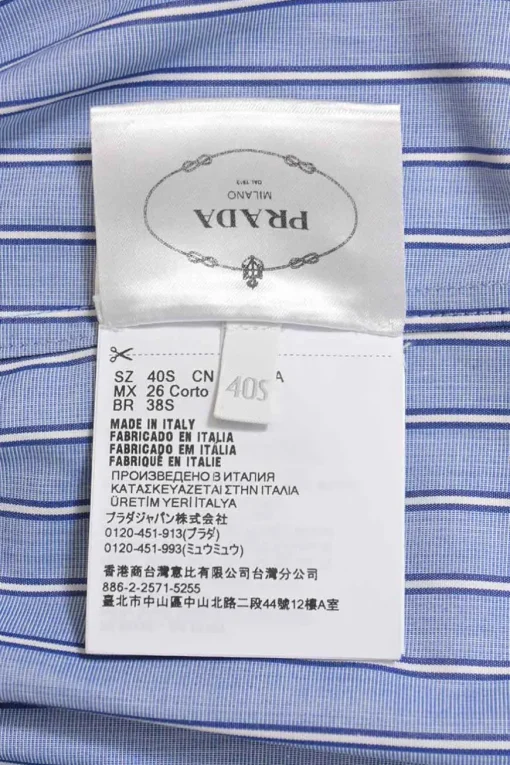 PRADA
MILANO
DAL 1913
40S
SZ 40S CN
MX 26 Corto
BR 38S
MADE IN ITALY
FABRICADO EN ITALIA
FABRICADO EM ITÁLIA
FABRIQUÉ EN ITALIE
ПРОИЗВЕДЕНО В ИТАЛИЯ
ΚΑΤΑΣΚΕΥΑΖΕΤΑΙ ΣΤΗΝ ΙΤΑΛΙΑ
ÜRETİM YERİ İTALYA
プラダジャパン株式会社
0120-451-913(プラダ)
0120-451-993(ミュウミュウ)
香港商台灣意比有限公司台灣分公司
886-2-2571-5255
臺北市中山區中山北路二段44號12樓A室